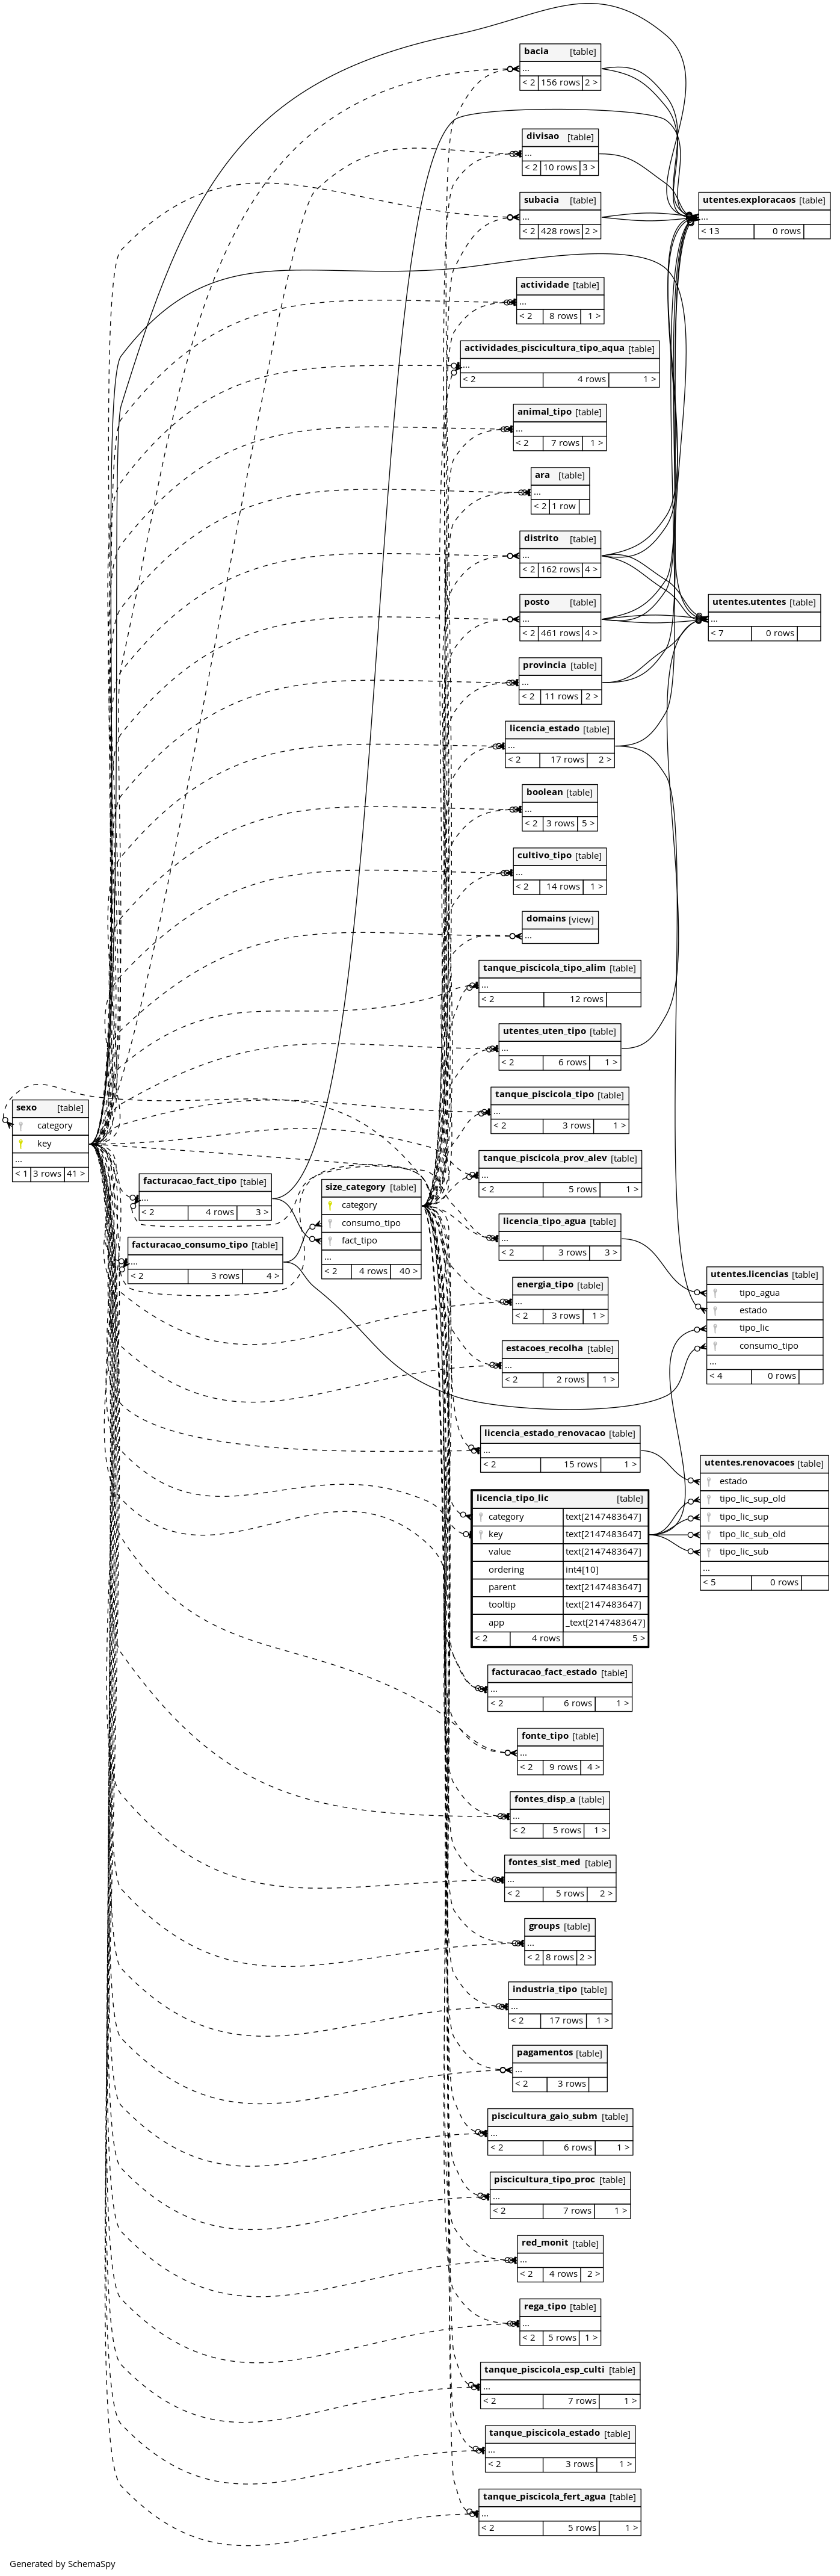 bacia [table]
...
< 2 156 rows 2 >
divisao [table]
...
< 2 10 rows 3 >
subacia [table]
...
< 2 428 rows 2 >
utentes.exploracaos [table]
...
< 13 0 rows
actividade [table]
...
< 2 8 rows 1 >
actividades_piscicultura_tipo_aqua [table]
...
< 2 4 rows 1 >
animal_tipo [table]
...
< 2 7 rows 1 >
ara [table]
...
< 2 1 row
distrito [table]
...
< 2 162 rows 4 >
posto [table]
...
< 2 461 rows 4 >
utentes.utentes [table]
...
< 7 0 rows
provincia [table]
...
< 2 11 rows 2 >
licencia_estado [table]
...
< 2 17 rows 2 >
boolean [table]
...
< 2 3 rows 5 >
cultivo_tipo [table]
...
< 2 14 rows 1 >
domains [view]
...
tanque_piscicola_tipo_alim [table]
...
< 2 12 rows
utentes_uten_tipo [table]
...
< 2 6 rows 1 >
tanque_piscicola_tipo [table]
...
< 2 3 rows 1 >
sexo [table]
category
key
...
< 1 3 rows 41 >
tanque_piscicola_prov_alev [table]
...
< 2 5 rows 1 >
facturacao_fact_tipo [table]
...
< 2 4 rows 3 >
size_category [table]
category
consumo_tipo
fact_tipo
...
< 2 4 rows 40 >
licencia_tipo_agua [table]
...
< 2 3 rows 3 >
facturacao_consumo_tipo [table]
...
< 2 3 rows 4 >
energia_tipo [table]
...
< 2 3 rows 1 >
utentes.licencias [table]
tipo_agua
estado
tipo_lic
consumo_tipo
...
< 4 0 rows
estacoes_recolha [table]
...
< 2 2 rows 1 >
licencia_estado_renovacao [table]
...
< 2 15 rows 1 >
utentes.renovacoes [table]
estado
tipo_lic_sup_old
tipo_lic_sup
tipo_lic_sub_old
tipo_lic_sub
...
< 5 0 rows
licencia_tipo_lic [table]
category text[2147483647]
key text[2147483647]
value text[2147483647]
ordering int4[10]
parent text[2147483647]
tooltip text[2147483647]
app _text[2147483647]
< 2 4 rows 5 >
facturacao_fact_estado [table]
...
< 2 6 rows 1 >
fonte_tipo [table]
...
< 2 9 rows 4 >
fontes_disp_a [table]
...
< 2 5 rows 1 >
fontes_sist_med [table]
...
< 2 5 rows 2 >
groups [table]
...
< 2 8 rows 2 >
industria_tipo [table]
...
< 2 17 rows 1 >
pagamentos [table]
...
< 2 3 rows
piscicultura_gaio_subm [table]
...
< 2 6 rows 1 >
piscicultura_tipo_proc [table]
...
< 2 7 rows 1 >
red_monit [table]
...
< 2 4 rows 2 >
rega_tipo [table]
...
< 2 5 rows 1 >
tanque_piscicola_esp_culti [table]
...
< 2 7 rows 1 >
tanque_piscicola_estado [table]
...
< 2 3 rows 1 >
tanque_piscicola_fert_agua [table]
...
< 2 5 rows 1 >
Generated by SchemaSpy